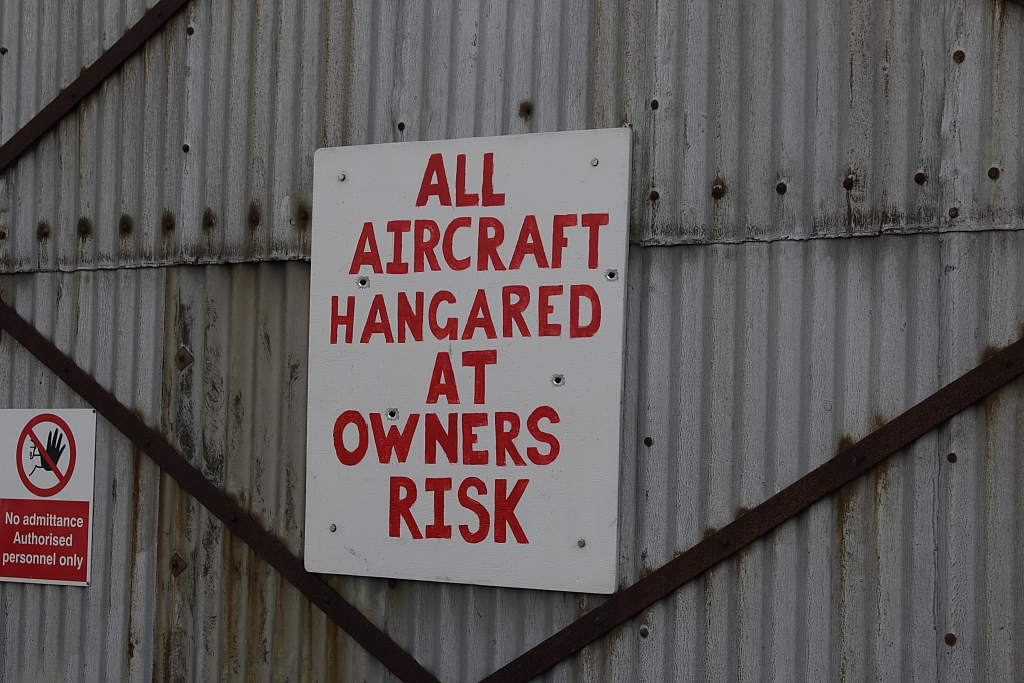 ALL
AIRCRAFT
HANGARED
AT
OWNERS
RISK
No admittance
Authorised
personnel only